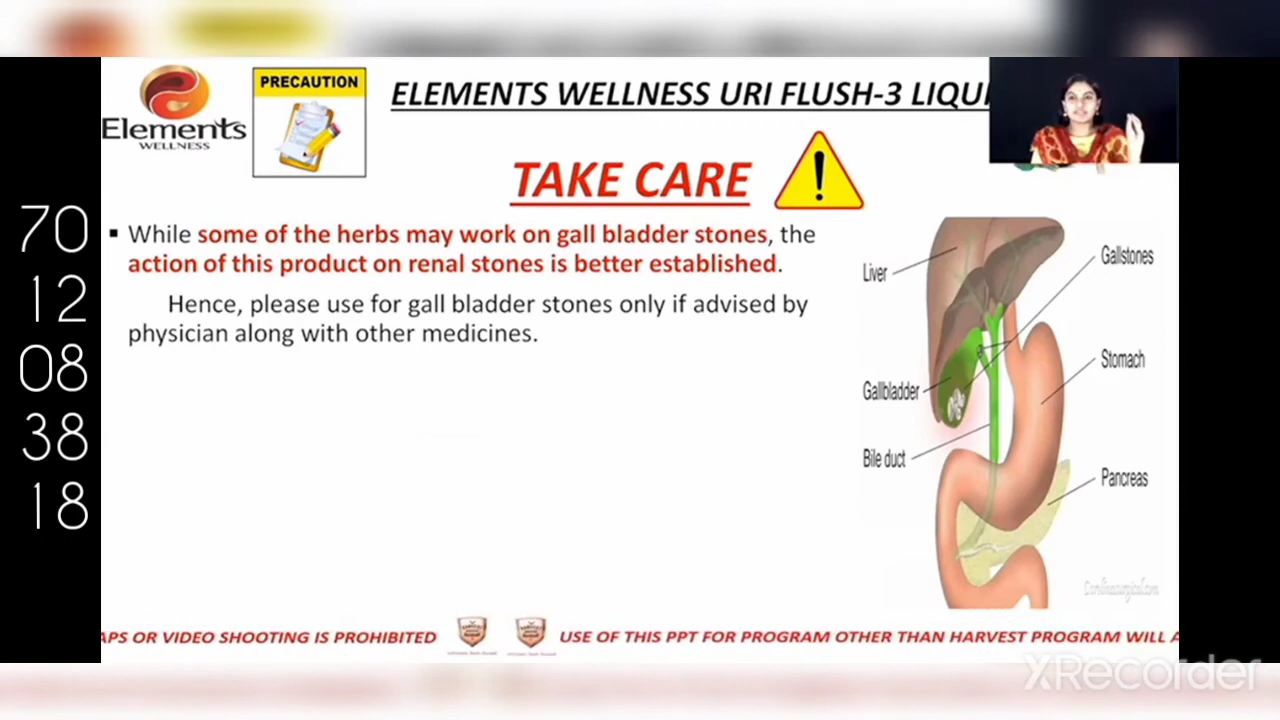 Elements
WELLNESS
PRECAUTION
ELEMENTS WELLNESS URI FLUSH-3 LIQUI
TAKE CARE
!
70
12
08
38
18
▪ While some of the herbs may work on gall bladder stones, the
action of this product on renal stones is better established.
Hence, please use for gall bladder stones only if advised by
physician along with other medicines.
Liver
Gallstones
Stomach
Gallbladder
Bile duct
Pancreas
APS OR VIDEO SHOOTING IS PROHIBITED
USE OF THIS PPT FOR PROGRAM OTHER THAN HARVEST PROGRAM WILL A
XRecorder